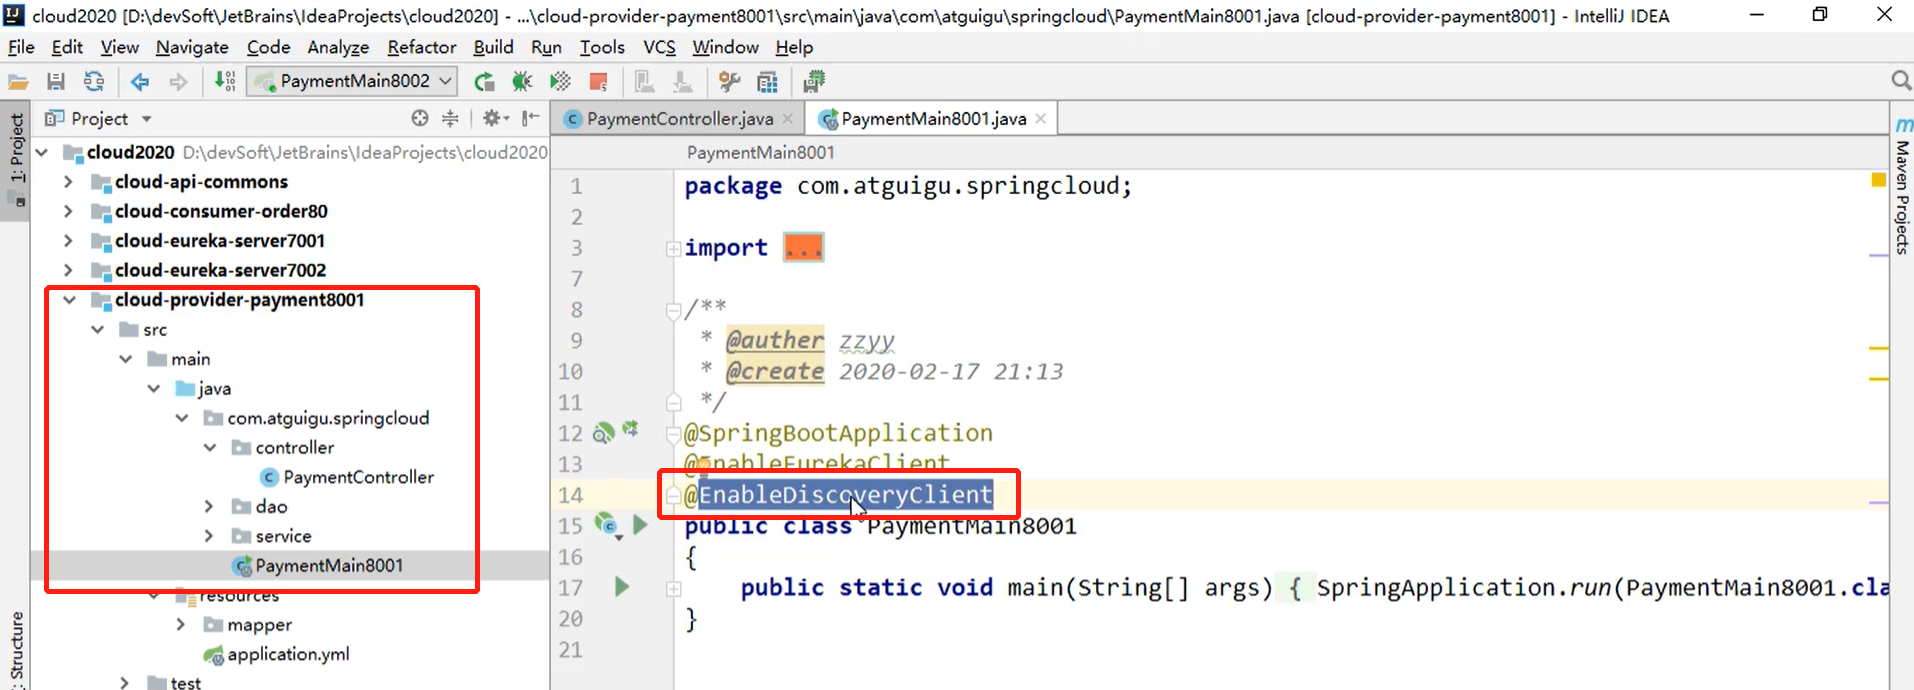 cloud2020 [D:\devSoft\JetBrains\IdeaProjects\cloud2020] - ...\cloud-provider-payment8001\src\main\java\com\atguigu\springcloud\PaymentMain8001.java [cloud-provider-payment8001] - IntelliJ IDEA
File Edit View Navigate Code Analyze Refactor Build Run Tools VCS Window Help
PaymentMain8002
Project
PaymentController.java
PaymentMain8001.java
1: Project
Structure
Maven Projects
cloud2020 D:\devSoft\JetBrains\IdeaProjects\cloud2020
cloud-api-commons
cloud-consumer-order80
cloud-eureka-server7001
cloud-eureka-server7002
cloud-provider-payment8001
src
main
java
com.atguigu.springcloud
controller
PaymentController
dao
service
PaymentMain8001
resources
mapper
application.yml
test
PaymentMain8001
1 package com.atguigu.springcloud;
2
3 import ...
7
8 /**
9 * @auther zzyy
10 * @create 2020-02-17 21:13
11 */
12 @SpringBootApplication
13 @EnableEurekaClient
14 @EnableDiscoveryClient
15 public class PaymentMain8001
16 {
17 public static void main(String[] args) { SpringApplication.run(PaymentMain8001.cla
20 }
21